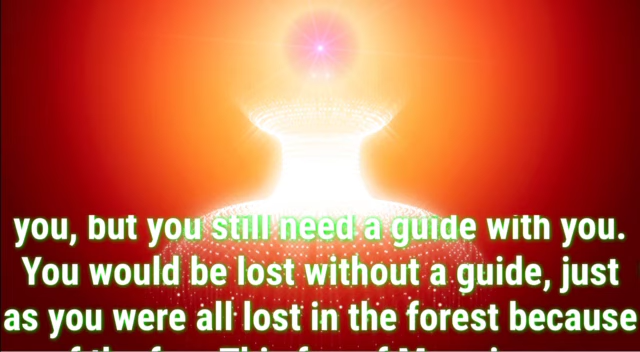 you, but you still need a guide with you.
You would be lost without a guide, just
as you were all lost in the forest because